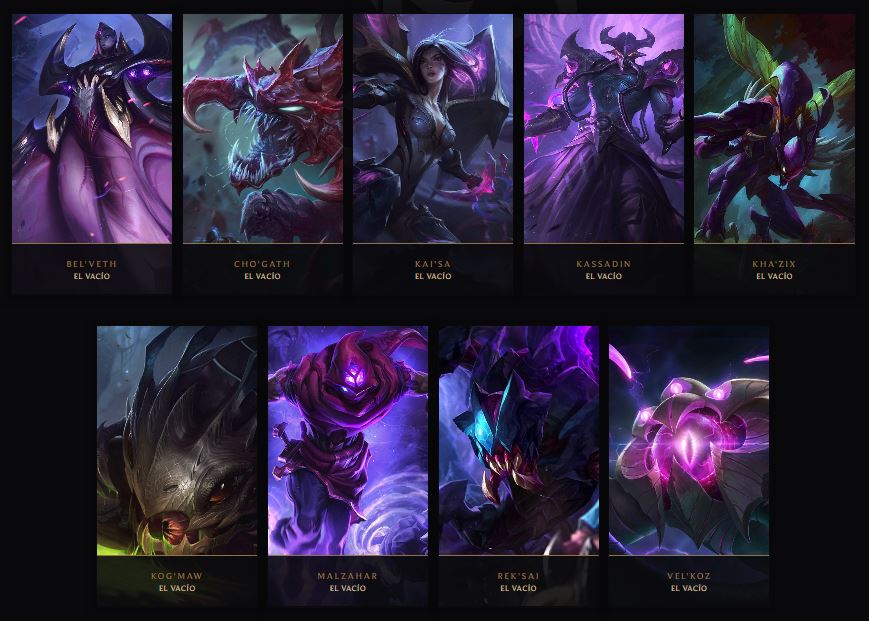 BEL'VETH
EL VACÍO
CHO'GATH
EL VACÍO
KAI'SA
EL VACÍO
KASSADIN
EL VACÍO
KHA'ZIX
EL VACÍO
KOG'MAW
EL VACÍO
MALZAHAR
EL VACÍO
REK'SAI
EL VACÍO
VEL'KOZ
EL VACÍO